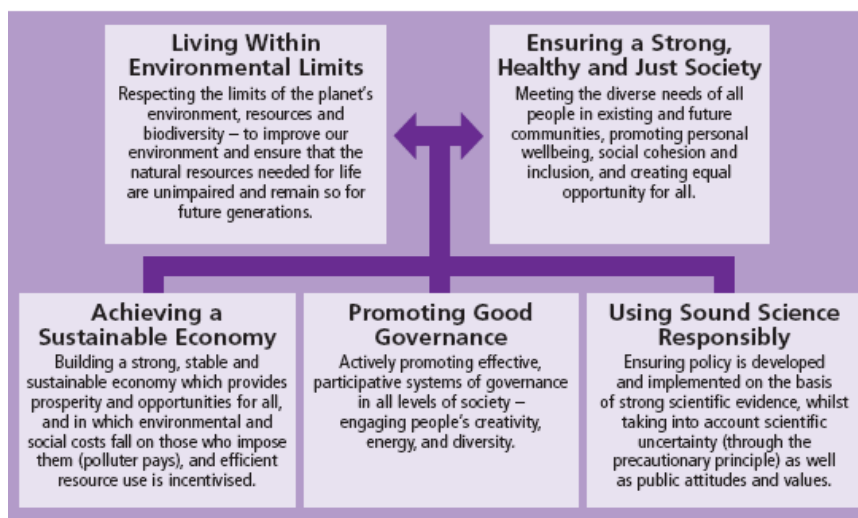 Living Within
Environmental Limits
Respecting the limits of the planet's
environment, resources and
biodiversity – to improve our
environment and ensure that the
natural resources needed for life
are unimpaired and remain so for
future generations.
Ensuring a Strong,
Healthy and Just Society
Meeting the diverse needs of all
people in existing and future
communities, promoting personal
wellbeing, social cohesion and
inclusion, and creating equal
opportunity for all.
Achieving a
Sustainable Economy
Building a strong, stable and
sustainable economy which provides
prosperity and opportunities for all,
and in which environmental and
social costs fall on those who impose
them (polluter pays), and efficient
resource use is incentivised.
Promoting Good
Governance
Actively promoting effective,
participative systems of governance
in all levels of society –
engaging people's creativity,
energy, and diversity.
Using Sound Science
Responsibly
Ensuring policy is developed
and implemented on the basis
of strong scientific evidence, whilst
taking into account scientific
uncertainty (through the
precautionary principle) as well
as public attitudes and values.